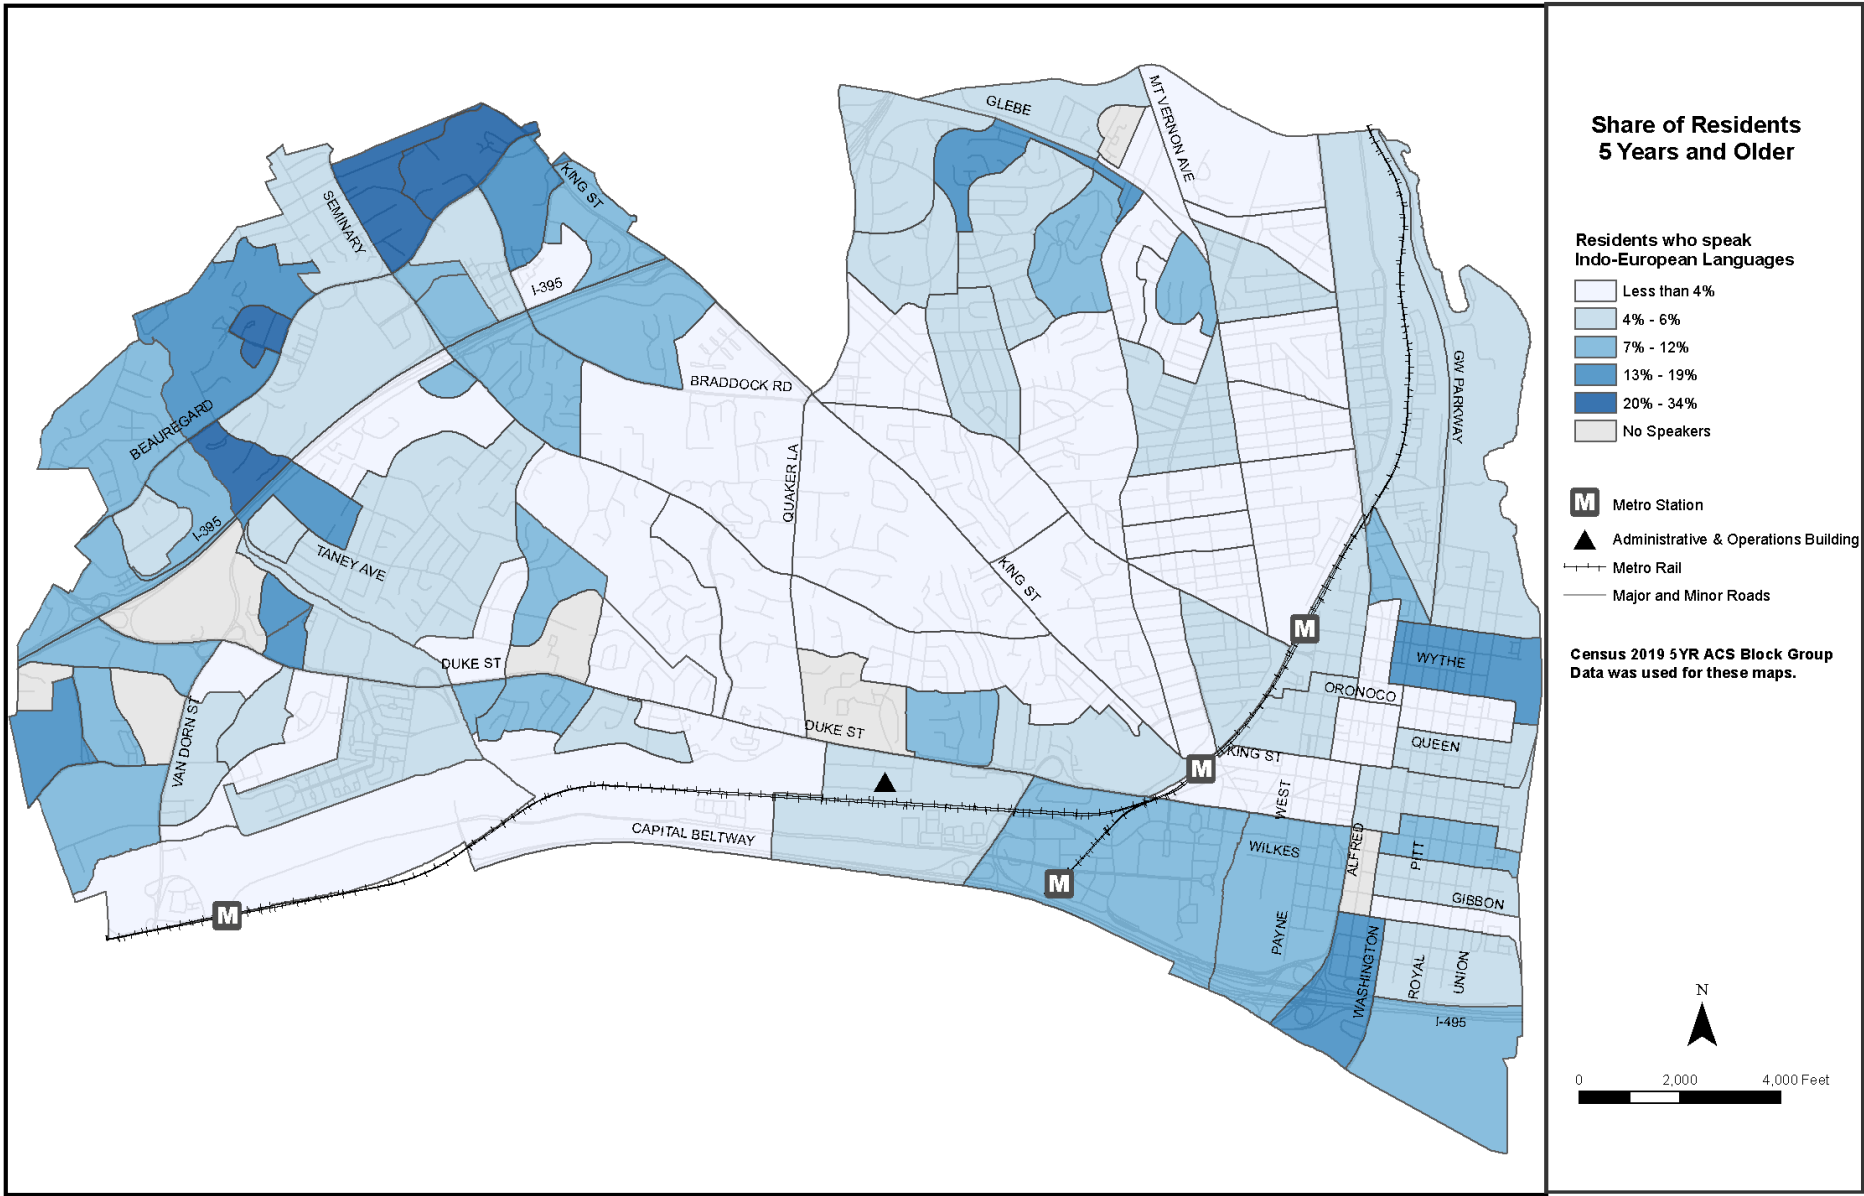 GLEBE
MT VERNON AVE
KING ST
SEMINARY
I-395
BRADDOCK RD
GW PARKWAY
BEAUREGARD
QUAKER LA
I-395
TANEY AVE
KING ST
DUKE ST
WYTHE
ORONOCO
VAN DORN ST
DUKE ST
KING ST
QUEEN
WEST
CAPITAL BELTWAY
WILKES
ALFRED
PITT
GIBBON
PAYNE
WASHINGTON
ROYAL
UNION
I-495
M
M
M
M
Share of Residents
5 Years and Older
Residents who speak
Indo-European Languages
Less than 4%
4% - 6%
7% - 12%
13% - 19%
20% - 34%
No Speakers
M Metro Station
Administrative & Operations Building
Metro Rail
Major and Minor Roads
Census 2019 5YR ACS Block Group
Data was used for these maps.
N
0 2,000 4,000 Feet